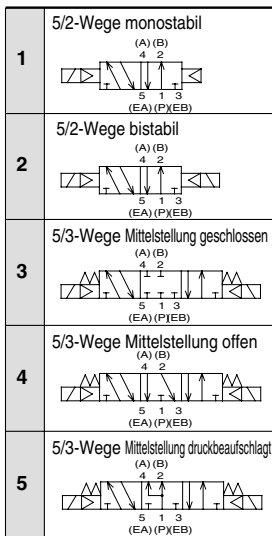 1
5/2-Wege monostabil
(A) (B)
4 2
5 1 3
(EA) (P)(EB)
2
5/2-Wege bistabil
(A) (B)
4 2
5 1 3
(EA) (P)(EB)
3
5/3-Wege Mittelstellung geschlossen
(A) (B)
4 2
5 1 3
(EA) (P)(EB)
4
5/3-Wege Mittelstellung offen
(A) (B)
4 2
5 1 3
(EA) (P)(EB)
5
5/3-Wege Mittelstellung druckbeaufschlagt
(A) (B)
4 2
5 1 3
(EA) (P)(EB)